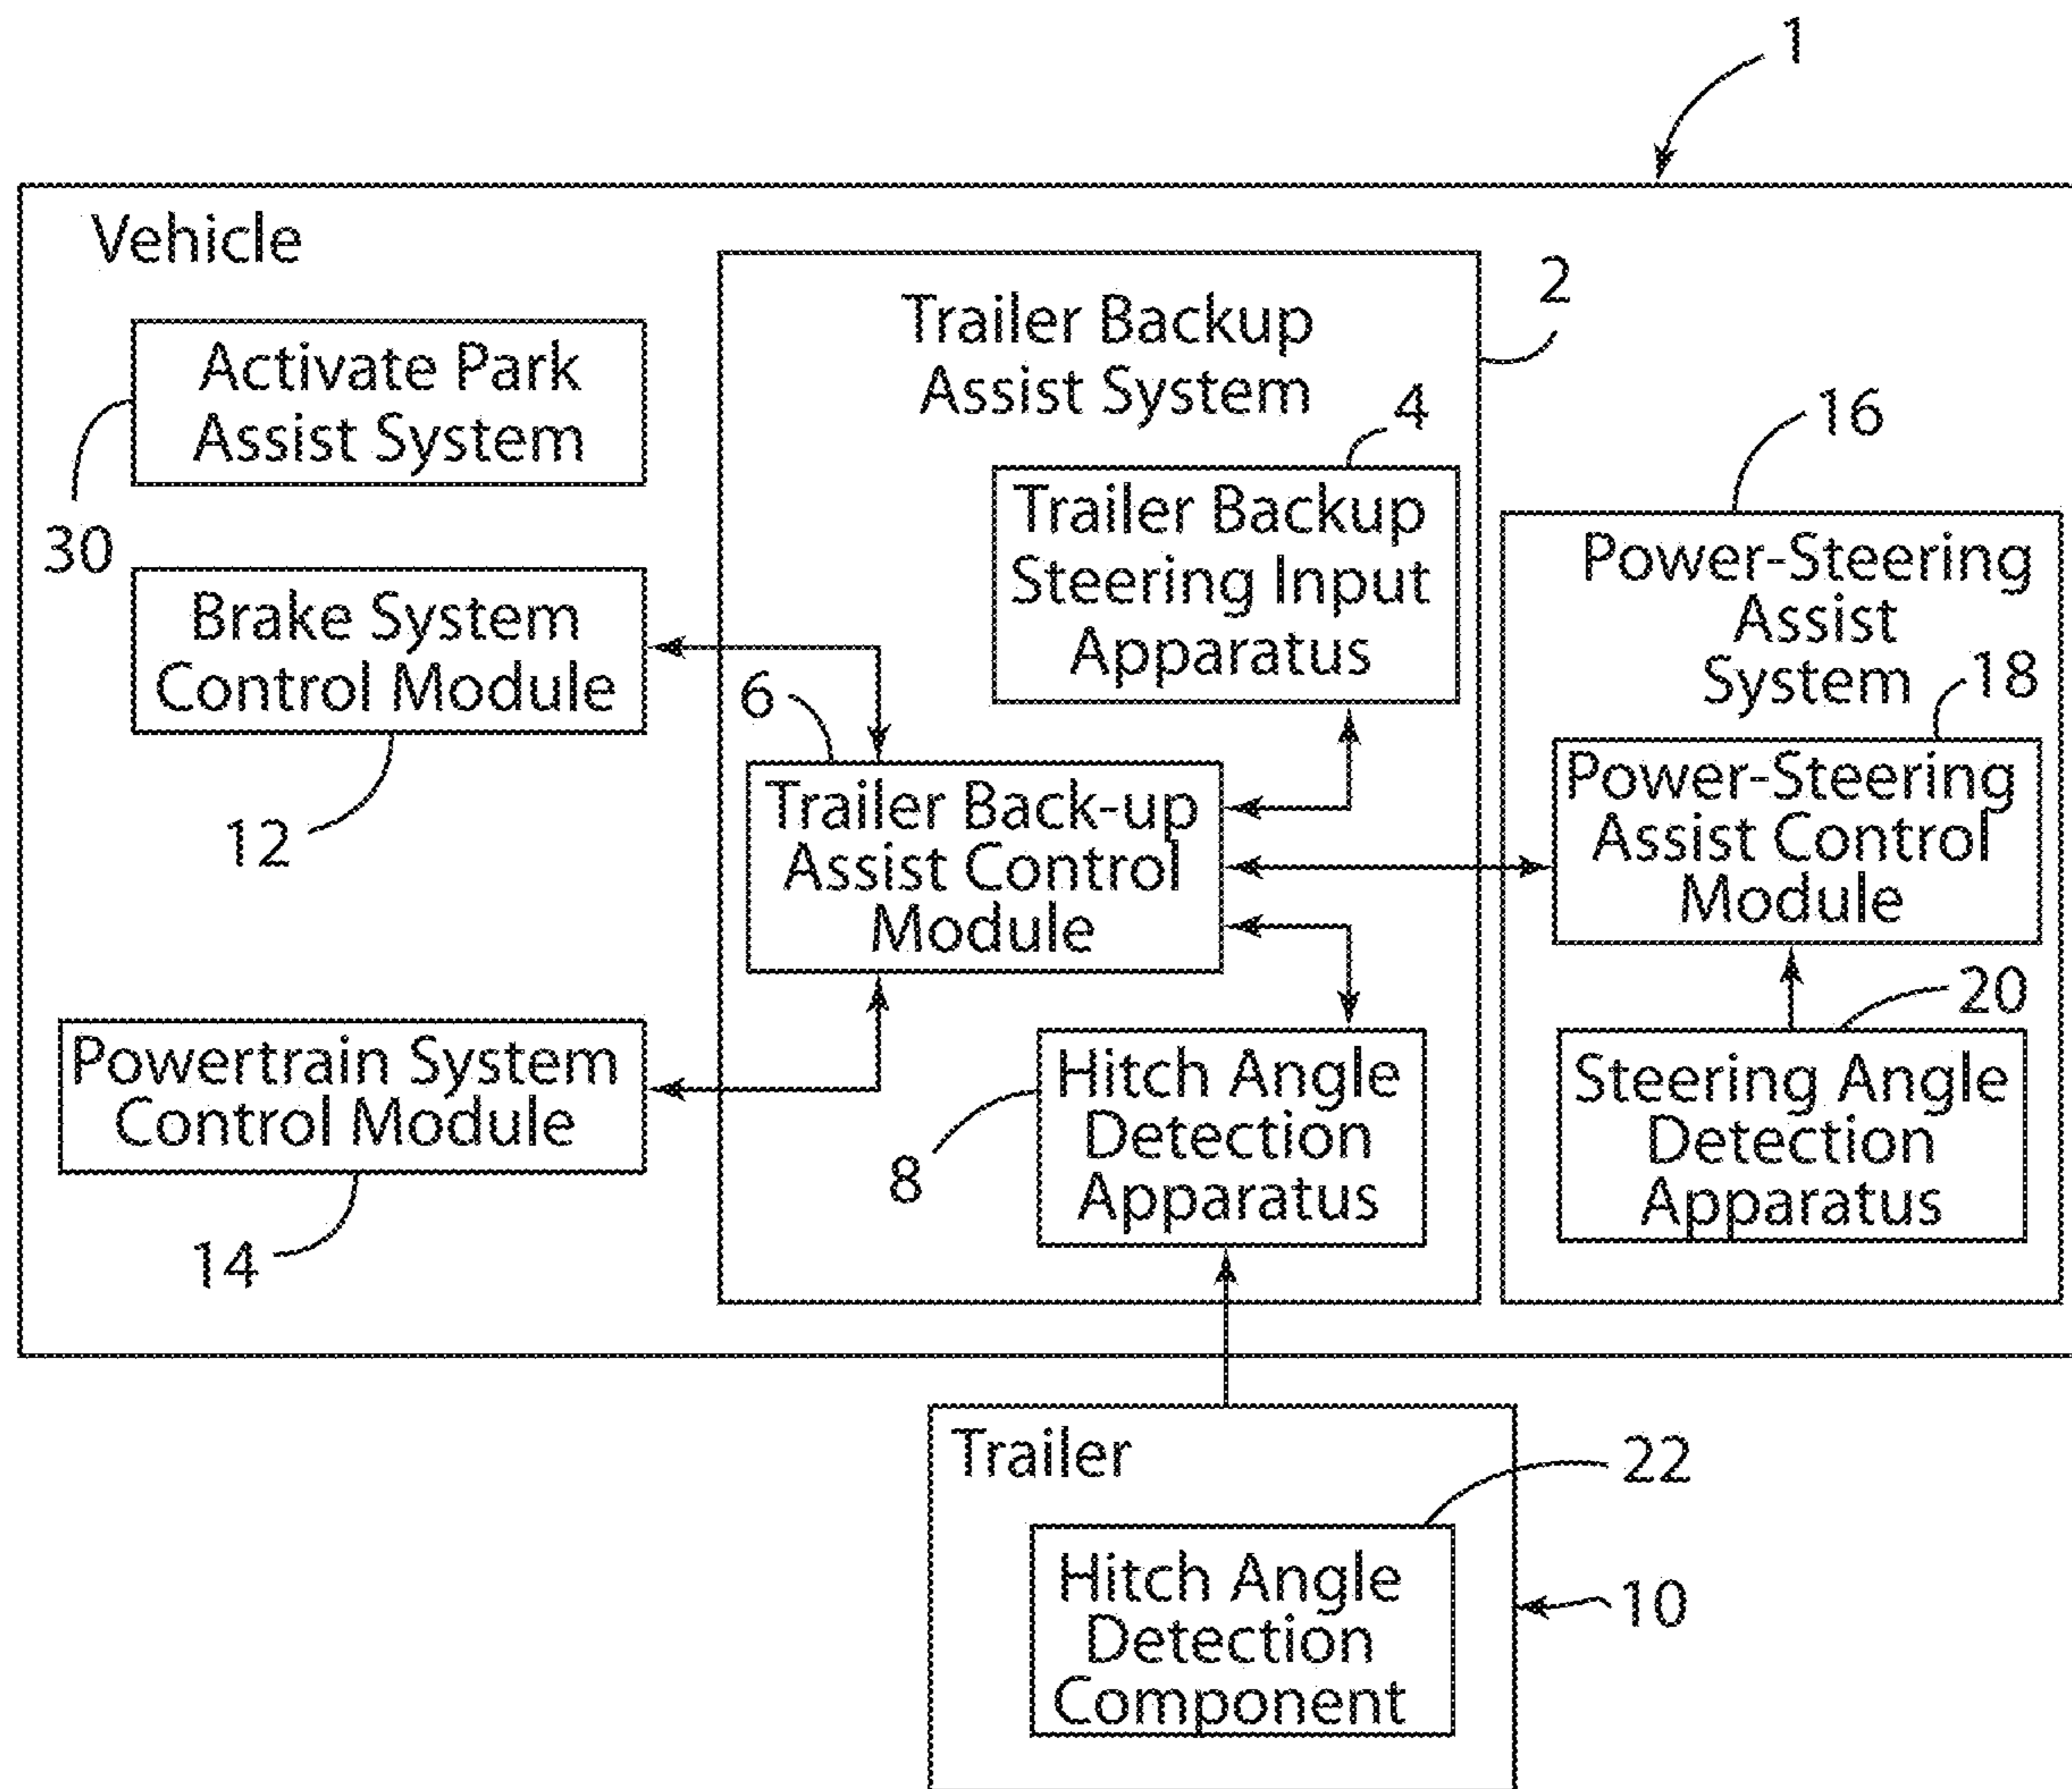 1
Vehicle
2
Trailer Backup
Assist System
Activate Park
Assist System
30
4
Trailer Backup
Steering Input
Apparatus
16
Power-Steering
Assist
System
Brake System
Control Module
12
6
Trailer Back-up
Assist Control
Module
18
Power-Steering
Assist Control
Module
20
Steering Angle
Detection
Apparatus
Powertrain System
Control Module
14
8
Hitch Angle
Detection
Apparatus
Trailer
22
Hitch Angle
Detection
Component
10